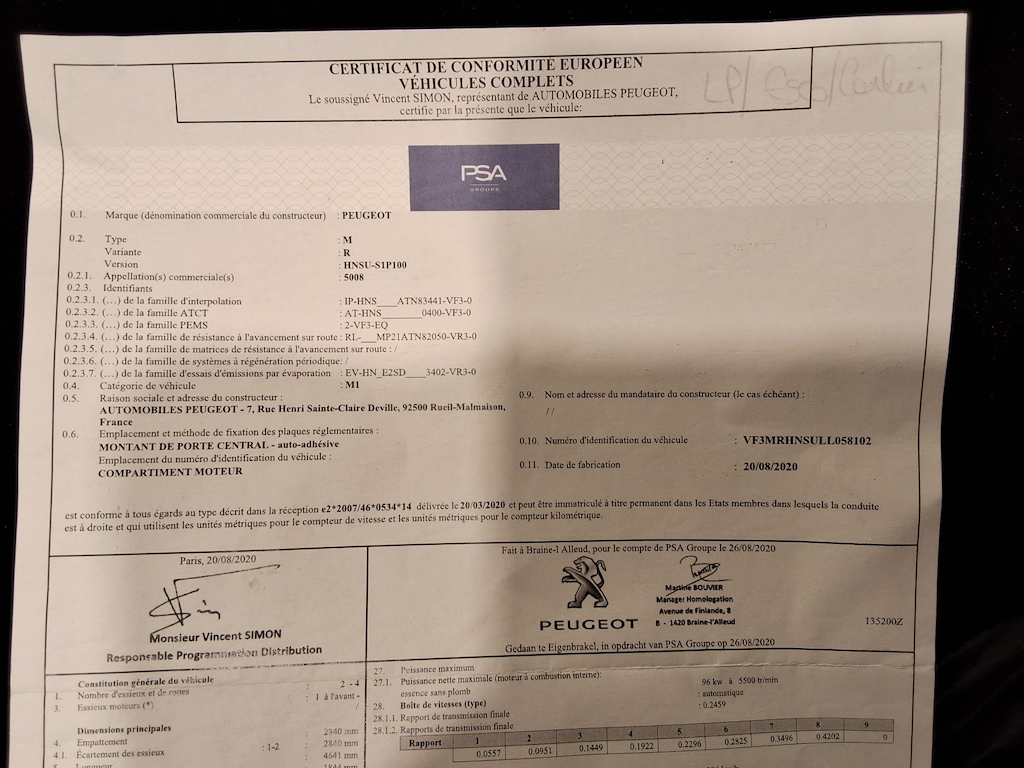 CERTIFICAT DE CONFORMITE EUROPEEN
VÉHICULES COMPLETS
Le soussigné Vincent SIMON, représentant de AUTOMOBILES PEUGEOT,
certifie par la présente que le véhicule:
LP/
PSA
GROUPE
0.1. Marque (dénomination commerciale du constructeur) : PEUGEOT
0.2. Type : M
Variante : R
Version : HNSU-S1P100
0.2.1. Appellation(s) commerciale(s) : 5008
0.2.3. Identifiants
0.2.3.1. (…) de la famille d'interpolation : IP-HNS____ATN83441-VF3-0
0.2.3.2. (…) de la famille ATCT : AT-HNS________0400-VF3-0
0.2.3.3. (…) de la famille PEMS : 2-VF3-EQ
0.2.3.4. (…) de la famille de résistance à l'avancement sur route : RL-___MP21ATN82050-VR3-0
0.2.3.5. (…) de la famille de matrices de résistance à l'avancement sur route : /
0.2.3.6. (…) de la famille de systèmes à régénération périodique: /
0.2.3.7. (…) de la famille d'essais d'émissions par évaporation : EV-HN_E2SD____3402-VR3-0
0.4. Catégorie de véhicule : M1
0.5. Raison sociale et adresse du constructeur :
AUTOMOBILES PEUGEOT - 7, Rue Henri Sainte-Claire Deville, 92500 Rueil-Malmaison,
France
0.6. Emplacement et méthode de fixation des plaques réglementaires :
MONTANT DE PORTE CENTRAL - auto-adhésive
Emplacement du numéro d'identification du véhicule :
COMPARTIMENT MOTEUR
0.9. Nom et adresse du mandataire du constructeur (le cas échéant) :
/ /
0.10. Numéro d'identification du véhicule : VF3MRHNSULL058102
0.11. Date de fabrication : 20/08/2020
est conforme à tous égards au type décrit dans la réception e2*2007/46*0534*14 délivrée le 20/03/2020 et peut être immatriculé à titre permanent dans les Etats membres dans lesquels la conduite
est à droite et qui utilisent les unités métriques pour le compteur de vitesse et les unités métriques pour le compteur kilométrique.
Paris, 20/08/2020
Monsieur Vincent SIMON
Responsable Programmation Distribution
Fait à Braine-l Alleud, pour le compte de PSA Groupe le 26/08/2020
PEUGEOT
Martine BOUVIER
Manager Homologation
Avenue de Finlande, 8
B - 1420 Braine-l'Alleud
135200Z
Gedaan te Eigenbrakel, in opdracht van PSA Groupe op 26/08/2020
Constitution générale du véhicule
1. Nombre d'essieux et de roues : 2 - 4
3. Essieux moteurs (*) : 1 à l'avant -
/
Dimensions principales
4. Empattement : 2840 mm
4.1. Écartement des essieux : 1-2 : 2840 mm
5. Longueur : 4641 mm
1844 mm
27. Puissance maximum
27.1. Puissance nette maximale (moteur à combustion interne):
essence sans plomb 96 kw à 5500 tr/min
28. Boîte de vitesses (type) : automatique
28.1.1. Rapport de transmission finale : 0.2459
28.1.2. Rapports de transmission finale
Rapport 1 2 3 4 5 6 7 8 9
0.0557 0.0951 0.1449 0.1922 0.2296 0.2825 0.3496 0.4202 0